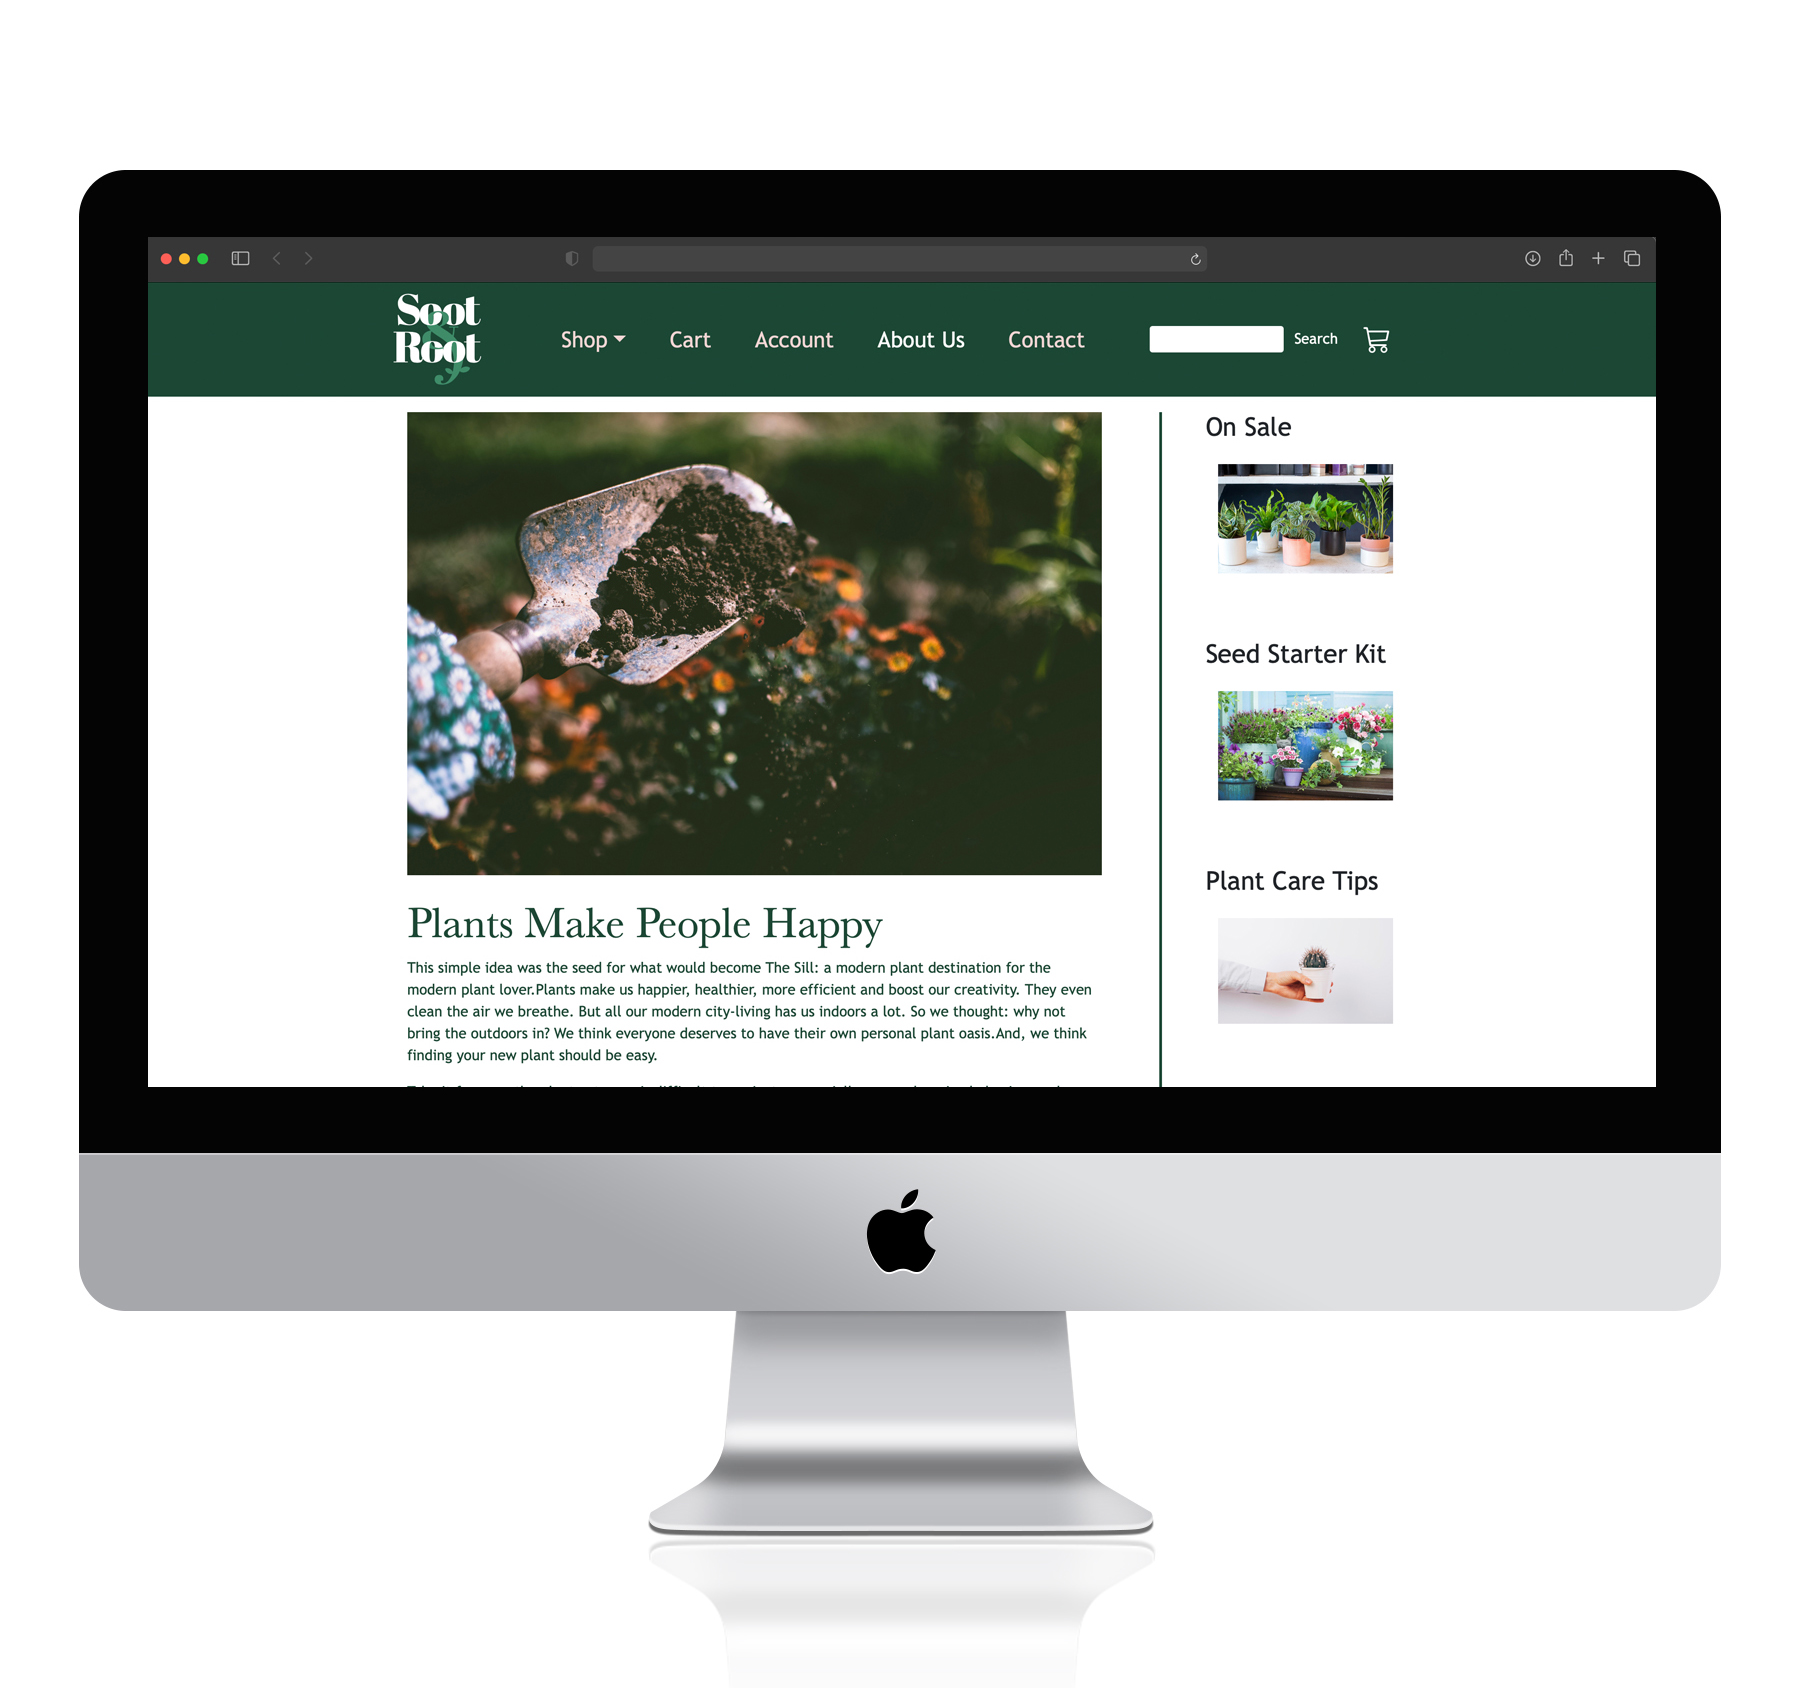 Soot
&
Root
Shop
Cart
Account
About Us
Contact
Search
On Sale
Seed Starter Kit
Plant Care Tips
Plants Make People Happy
This simple idea was the seed for what would become The Sill: a modern plant destination for the
modern plant lover.Plants make us happier, healthier, more efficient and boost our creativity. They even
clean the air we breathe. But all our modern city-living has us indoors a lot. So we thought: why not
bring the outdoors in? We think everyone deserves to have their own personal plant oasis.And, we think
finding your new plant should be easy.